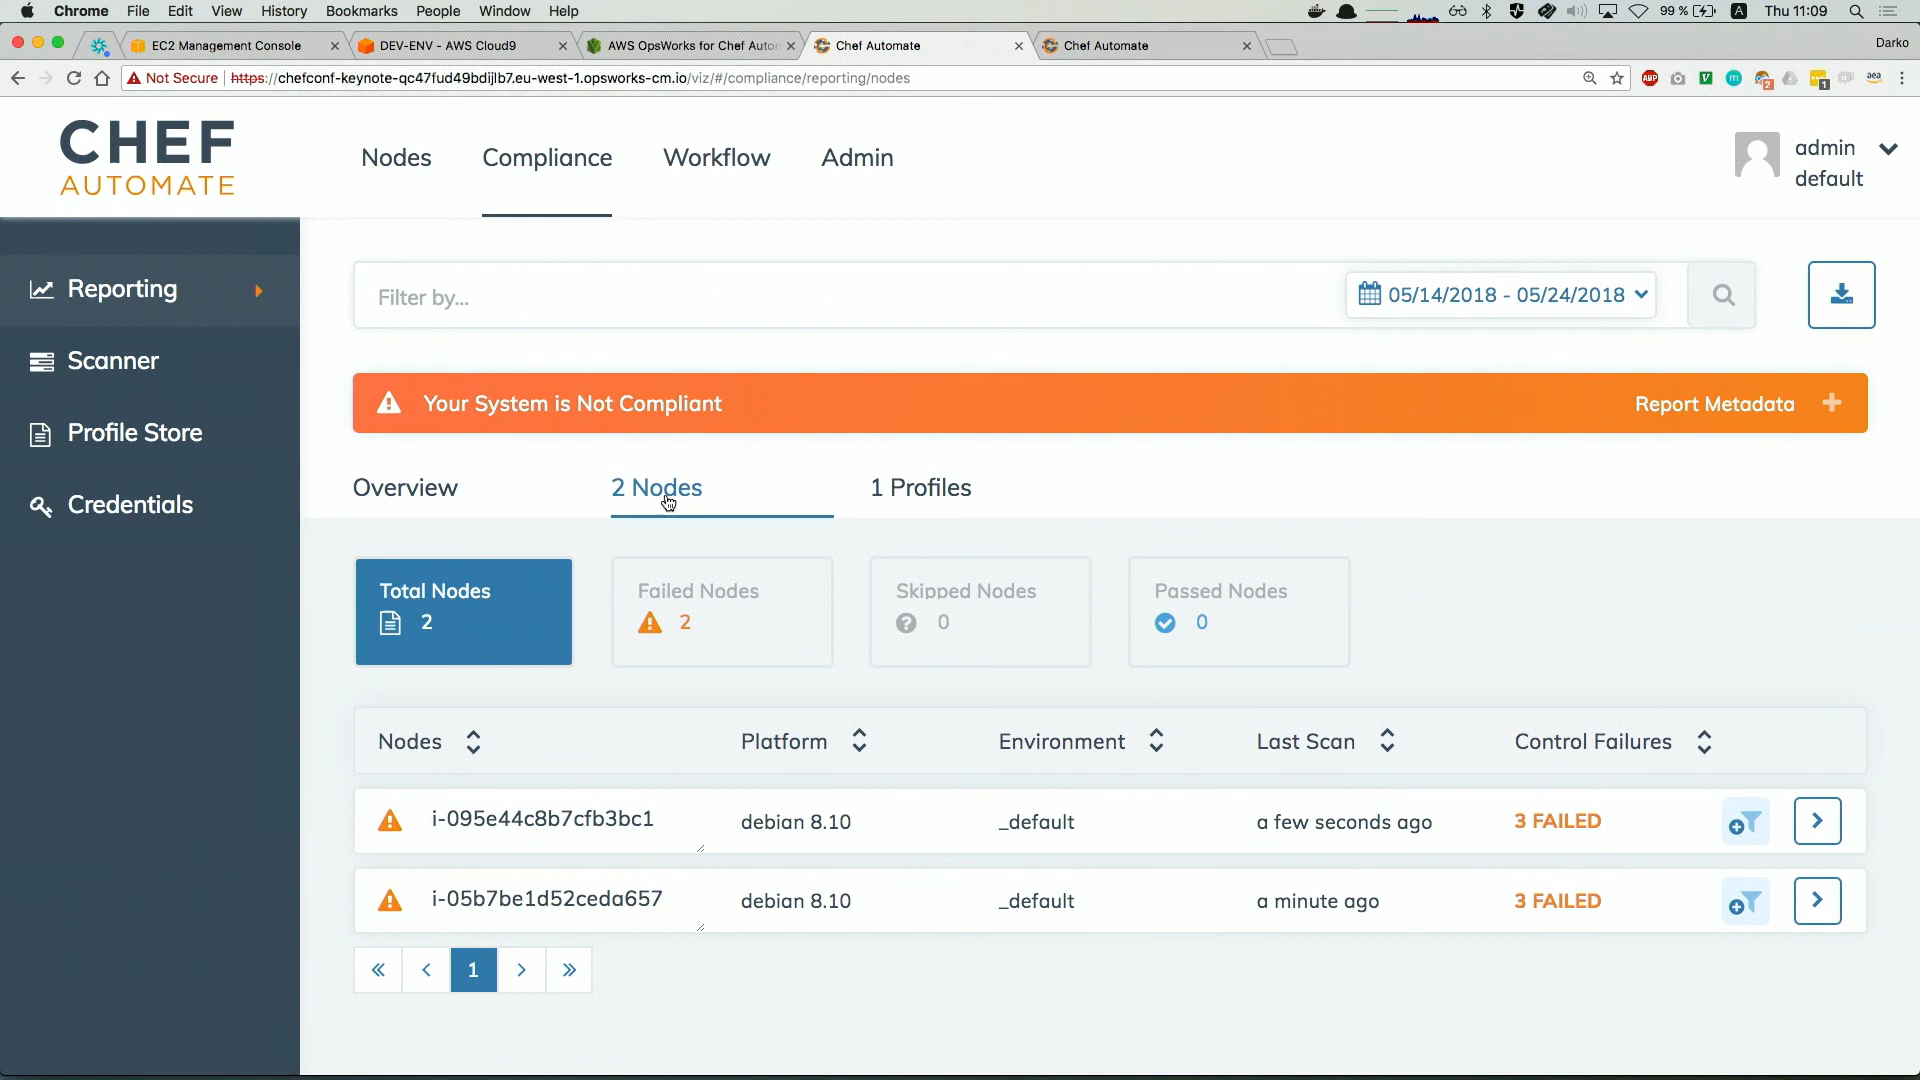 Chrome File Edit View History Bookmarks People Window Help 99 % A Thu 11:09
EC2 Management Console DEV-ENV - AWS Cloud9 AWS OpsWorks for Chef Autom Chef Automate Chef Automate Darko
Not Secure https://chefconf-keynote-qc47fud49bdijlb7.eu-west-1.opsworks-cm.io/viz/#/compliance/reporting/nodes ABP V m 2 1 aea
CHEF
AUTOMATE
Nodes Compliance Workflow Admin
admin
default
Reporting
Scanner
Profile Store
Credentials
Filter by... 05/14/2018 - 05/24/2018
Your System is Not Compliant Report Metadata
Overview 2 Nodes 1 Profiles
Total Nodes
2
Failed Nodes
2
Skipped Nodes
0
Passed Nodes
0
Nodes Platform Environment Last Scan Control Failures
i-095e44c8b7cfb3bc1 debian 8.10 _default a few seconds ago 3 FAILED
i-05b7be1d52ceda657 debian 8.10 _default a minute ago 3 FAILED
« ‹ 1 › »